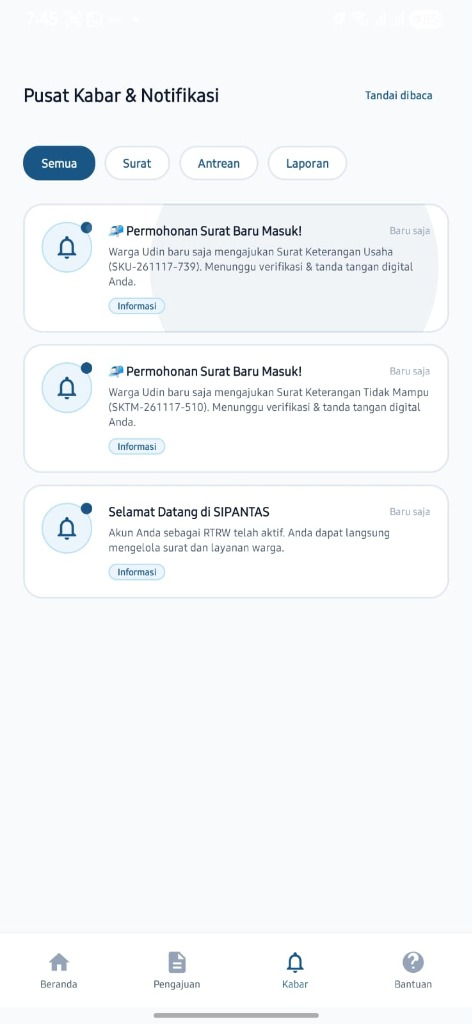 7:45
Pusat Kabar & Notifikasi
Tandai dibaca
Semua
Surat
Antrean
Laporan
Permohonan Surat Baru Masuk!
Baru saja
Warga Udin baru saja mengajukan Surat Keterangan Usaha
(SKU-261117-739). Menunggu verifikasi & tanda tangan digital
Anda.
Informasi
Permohonan Surat Baru Masuk!
Baru saja
Warga Udin baru saja mengajukan Surat Keterangan Tidak Mampu
(SKTM-261117-510). Menunggu verifikasi & tanda tangan digital
Anda.
Informasi
Selamat Datang di SIPANTAS
Baru saja
Akun Anda sebagai RTRW telah aktif. Anda dapat langsung
mengelola surat dan layanan warga.
Informasi
Beranda
Pengajuan
Kabar
Bantuan